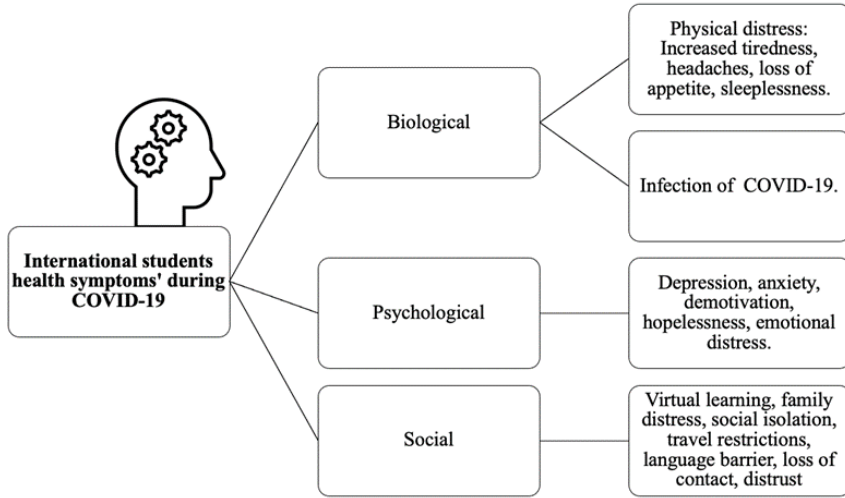 International students
health symptoms' during
COVID-19
Biological
Physical distress:
Increased tiredness,
headaches, loss of
appetite, sleeplessness.
Infection of COVID-19.
Psychological
Depression, anxiety,
demotivation,
hopelessness, emotional
distress.
Social
Virtual learning, family
distress, social isolation,
travel restrictions,
language barrier, loss of
contact, distrust